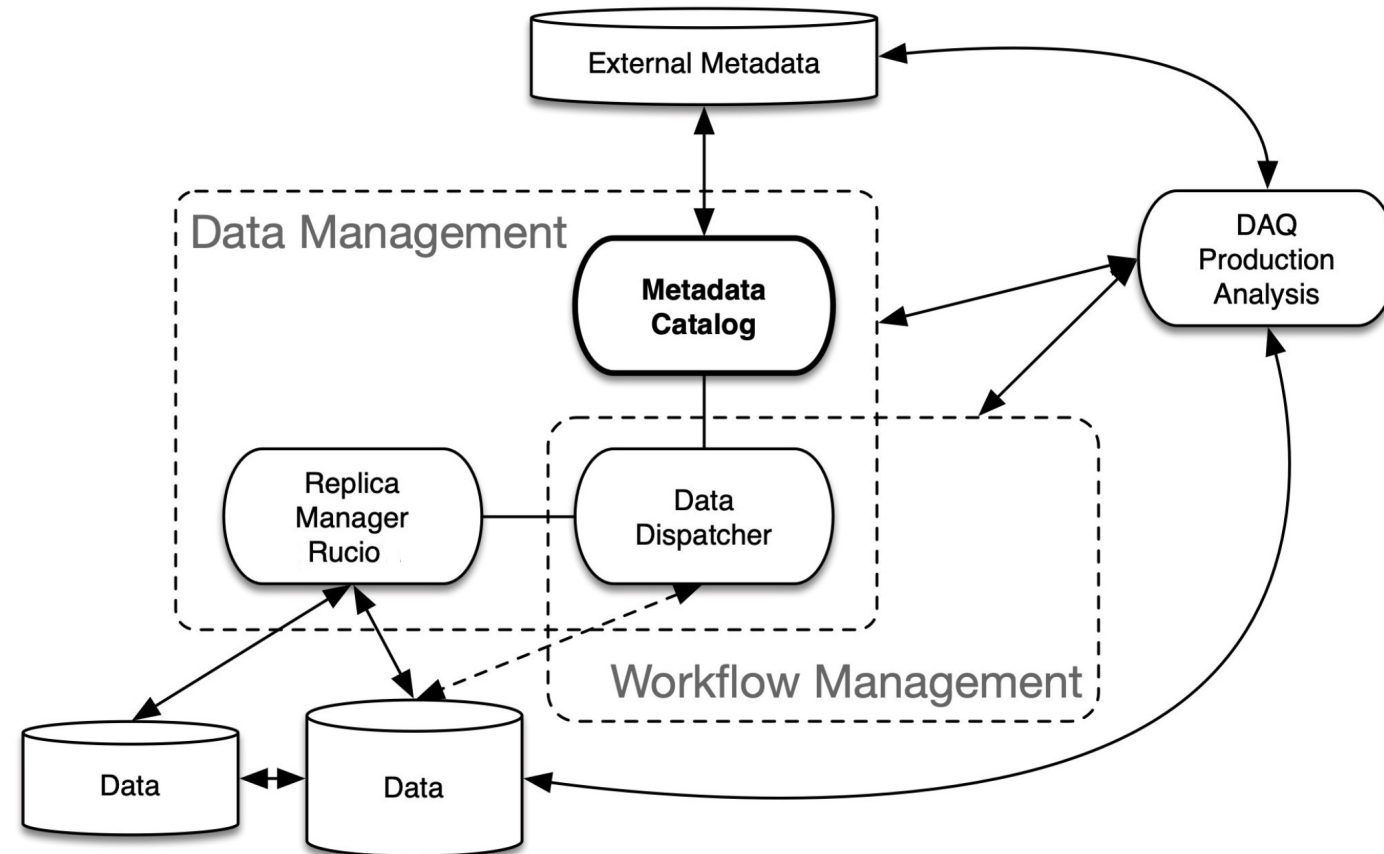 External Metadata
Data Management
DAQ
Production
Analysis
Metadata
Catalog
Replica
Manager
Rucio
Data
Dispatcher
Workflow Management
Data
Data